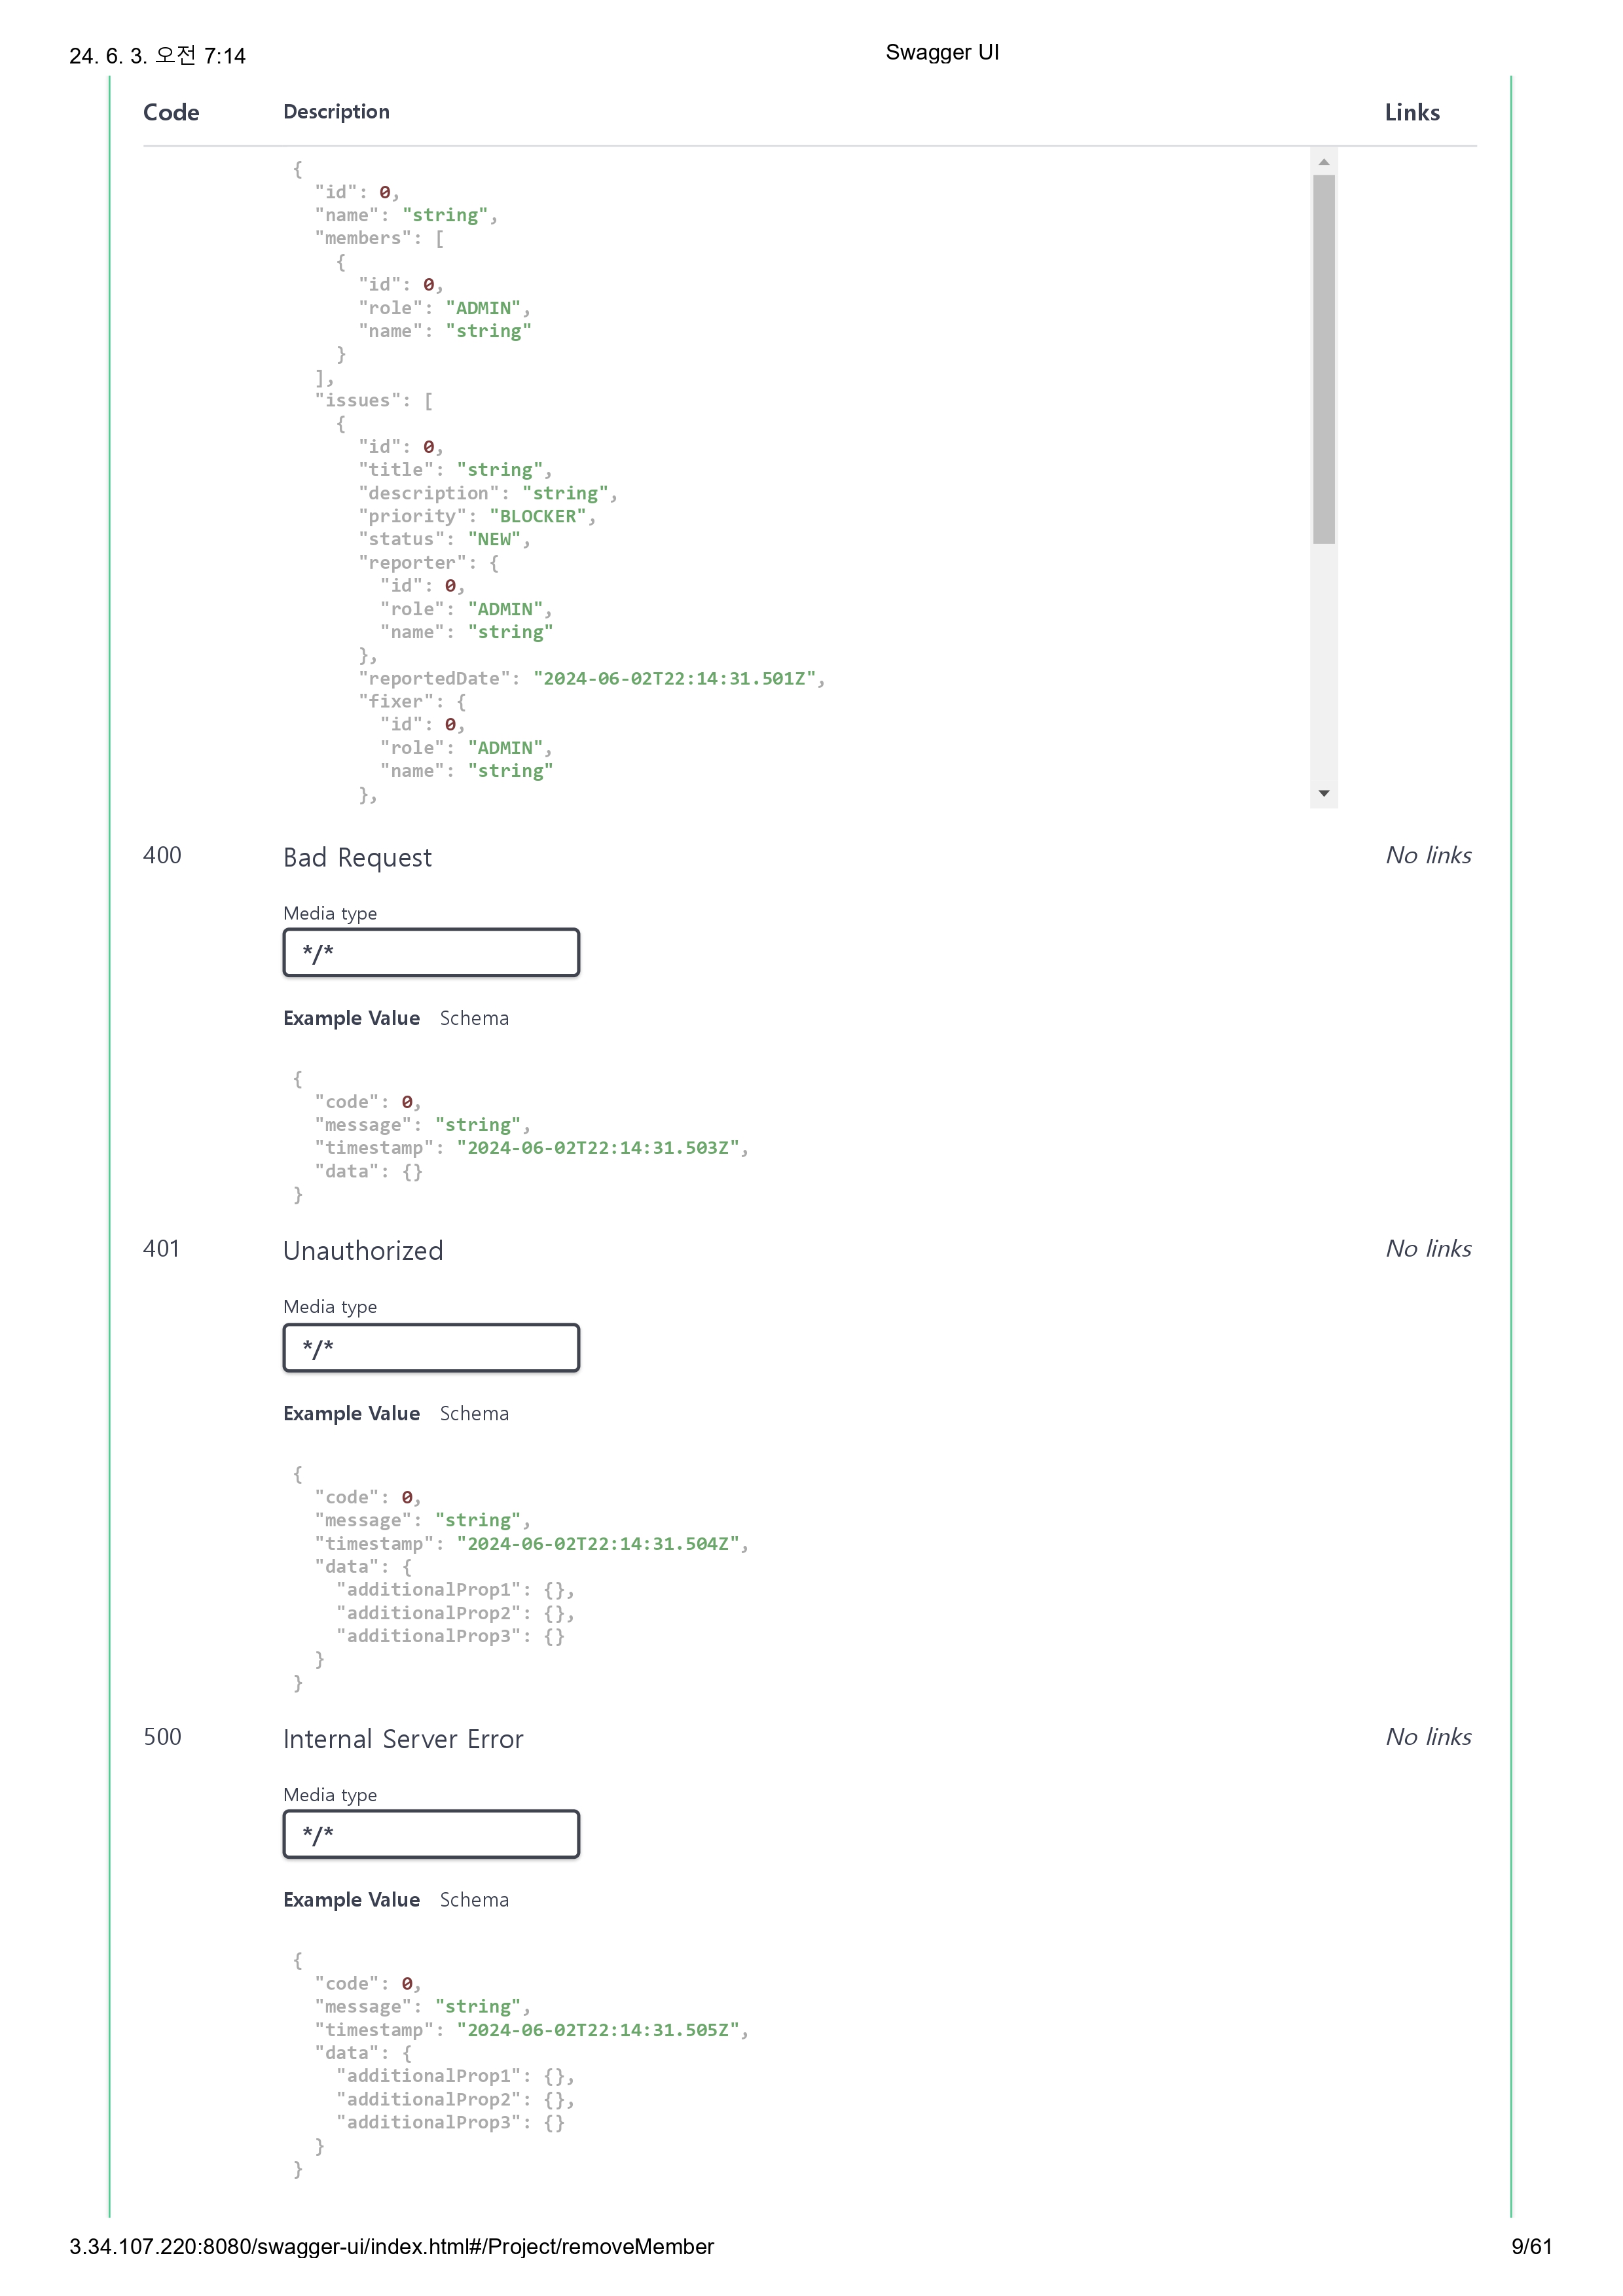 24. 6. 3. 오전 7:14 Swagger UI
Code Description Links
{
  "id": 0,
  "name": "string",
  "members": [
    {
      "id": 0,
      "role": "ADMIN",
      "name": "string"
    }
  ],
  "issues": [
    {
      "id": 0,
      "title": "string",
      "description": "string",
      "priority": "BLOCKER",
      "status": "NEW",
      "reporter": {
        "id": 0,
        "role": "ADMIN",
        "name": "string"
      },
      "reportedDate": "2024-06-02T22:14:31.501Z",
      "fixer": {
        "id": 0,
        "role": "ADMIN",
        "name": "string"
      },
400 Bad Request No links
Media type
*/*
Example Value Schema
{
  "code": 0,
  "message": "string",
  "timestamp": "2024-06-02T22:14:31.503Z",
  "data": {}
}
401 Unauthorized No links
Media type
*/*
Example Value Schema
{
  "code": 0,
  "message": "string",
  "timestamp": "2024-06-02T22:14:31.504Z",
  "data": {
    "additionalProp1": {},
    "additionalProp2": {},
    "additionalProp3": {}
  }
}
500 Internal Server Error No links
Media type
*/*
Example Value Schema
{
  "code": 0,
  "message": "string",
  "timestamp": "2024-06-02T22:14:31.505Z",
  "data": {
    "additionalProp1": {},
    "additionalProp2": {},
    "additionalProp3": {}
  }
}
3.34.107.220:8080/swagger-ui/index.html#/Project/removeMember 9/61